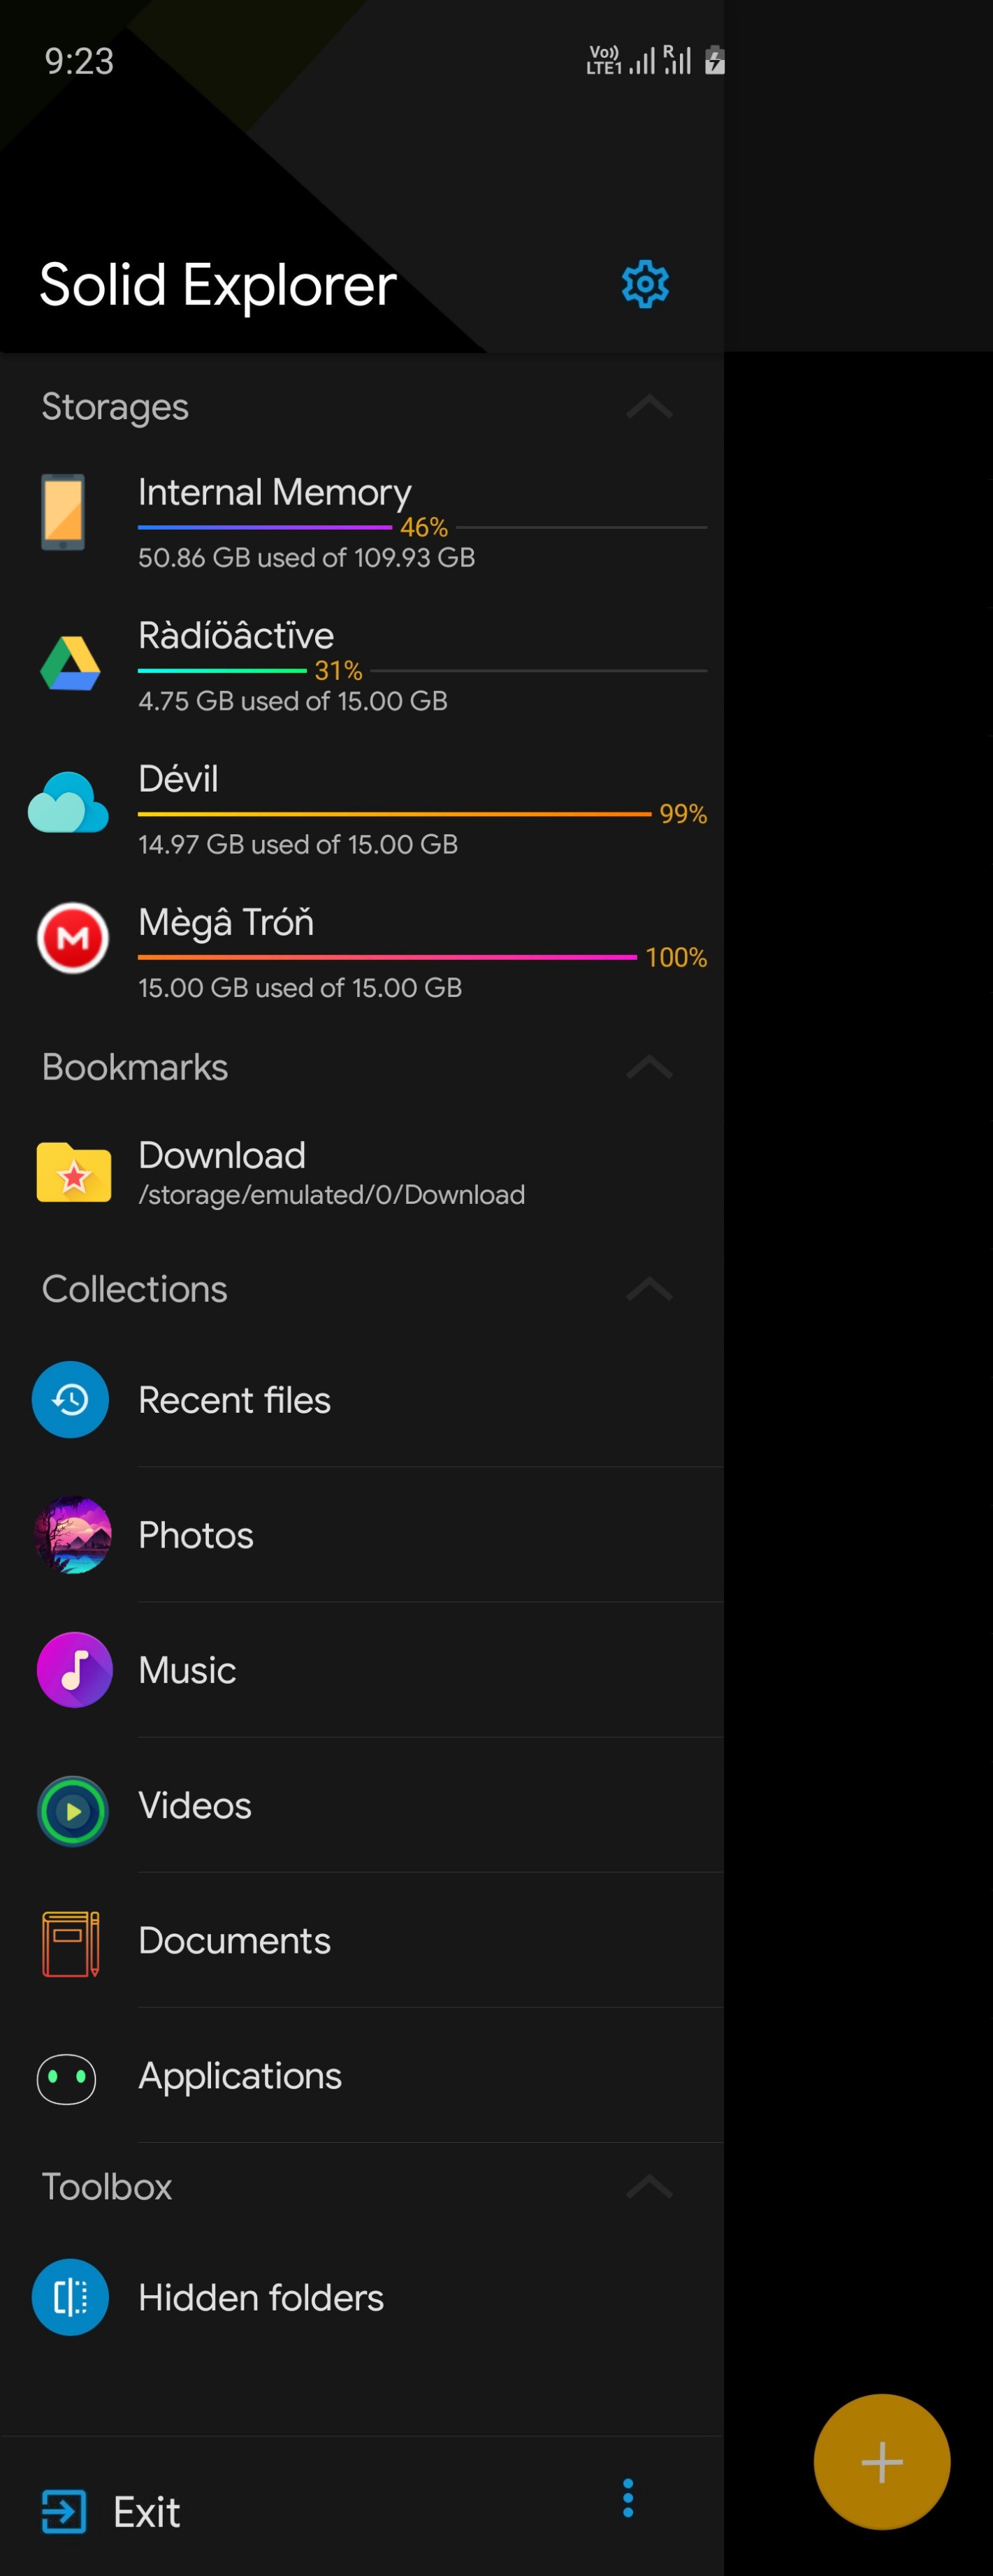 9:23
Vo)) LTE1 R
Solid Explorer
Storages
Internal Memory
46%
50.86 GB used of 109.93 GB
Ràdíöâctïve
31%
4.75 GB used of 15.00 GB
Dévil
99%
14.97 GB used of 15.00 GB
M
Mègâ Tróň
100%
15.00 GB used of 15.00 GB
Bookmarks
Download
/storage/emulated/0/Download
Collections
Recent files
Photos
Music
Videos
Documents
Applications
Toolbox
Hidden folders
Exit